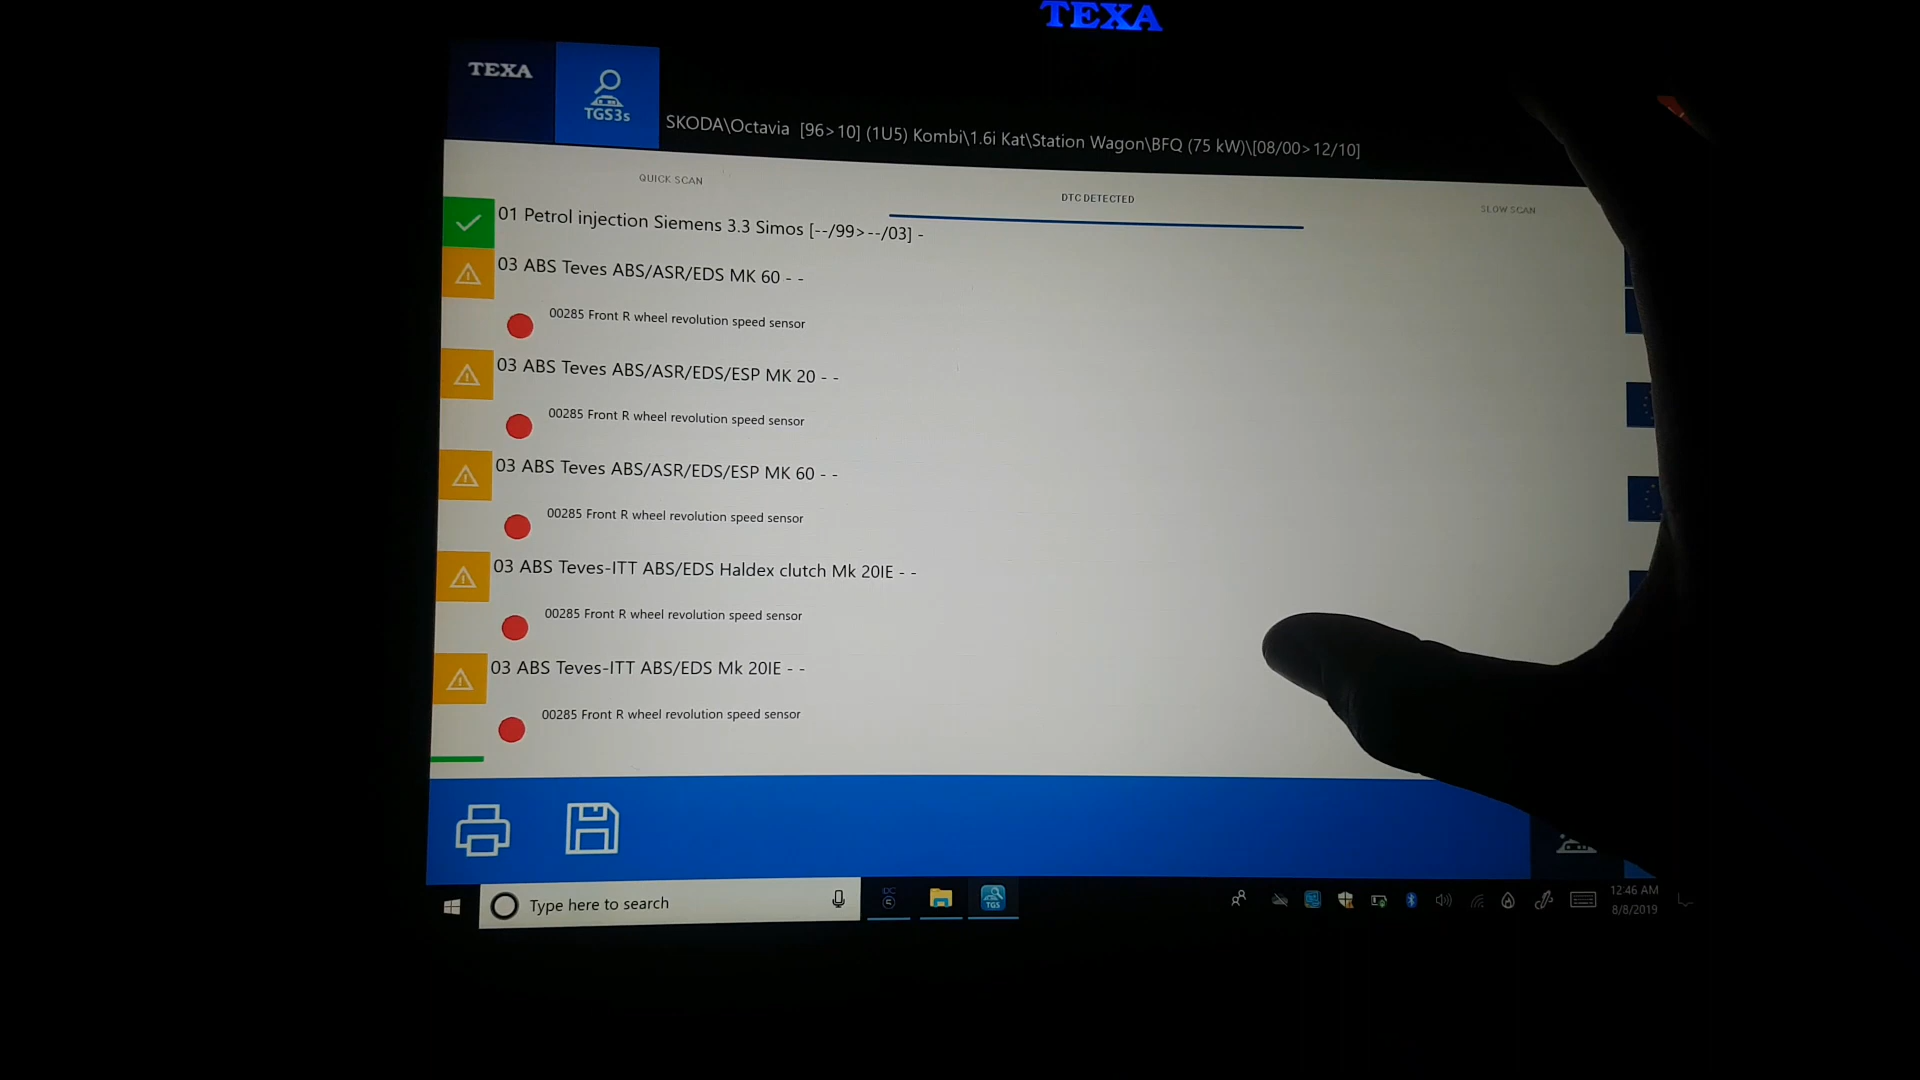 TEXA
TEXA
TGS3s
SKODA\Octavia [96>10] (1U5) Kombi\1.6i Kat\Station Wagon\BFQ (75 kW)\[08/00>12/10]
QUICK SCAN
DTC DETECTED
SLOW SCAN
01 Petrol injection Siemens 3.3 Simos [--/99>--/03] -
03 ABS Teves ABS/ASR/EDS MK 60 - -
00285 Front R wheel revolution speed sensor
03 ABS Teves ABS/ASR/EDS/ESP MK 20 - -
00285 Front R wheel revolution speed sensor
03 ABS Teves ABS/ASR/EDS/ESP MK 60 - -
00285 Front R wheel revolution speed sensor
03 ABS Teves-ITT ABS/EDS Haldex clutch Mk 20IE - -
00285 Front R wheel revolution speed sensor
03 ABS Teves-ITT ABS/EDS Mk 20IE - -
00285 Front R wheel revolution speed sensor
Type here to search
TGS
12:46 AM
8/8/2019